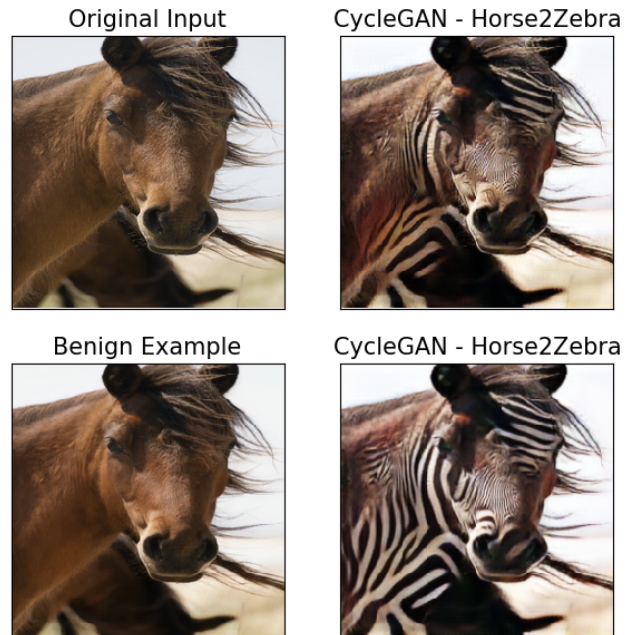 Original Input
CycleGAN - Horse2Zebra
Benign Example
CycleGAN - Horse2Zebra